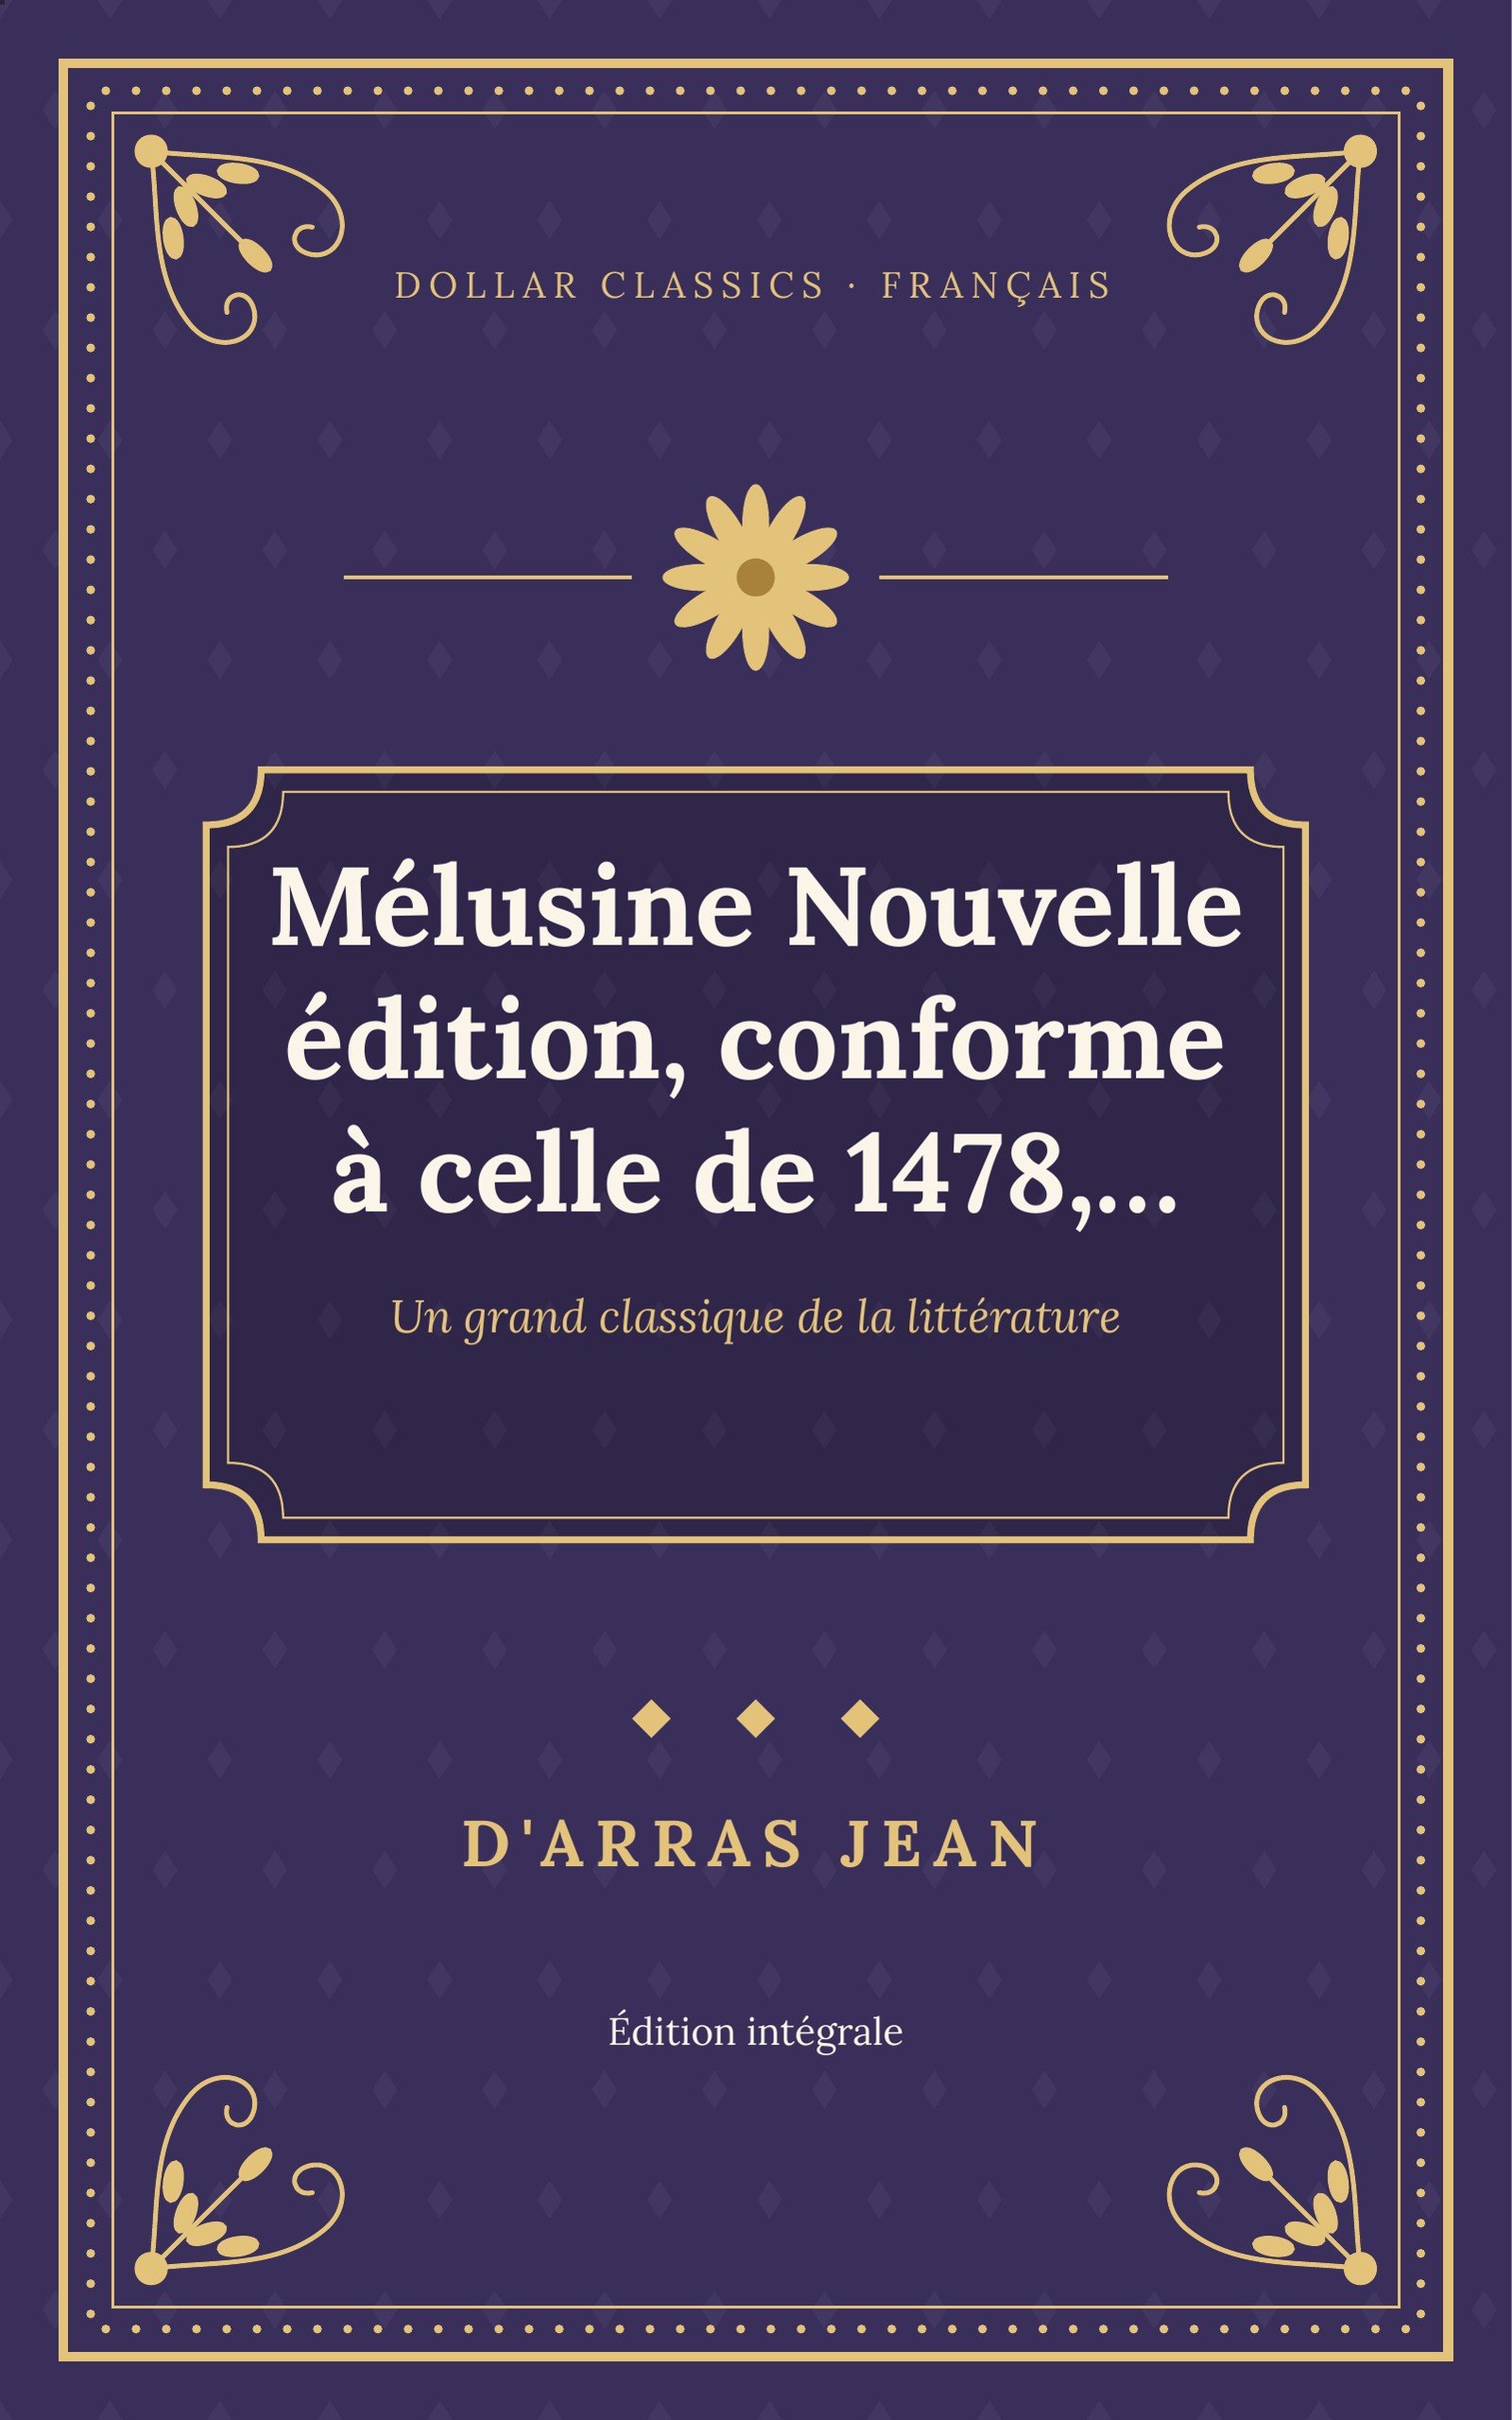 DOLLAR CLASSICS · FRANÇAIS
Mélusine Nouvelle
édition, conforme
à celle de 1478,…
Un grand classique de la littérature
D'ARRAS JEAN
Édition intégrale